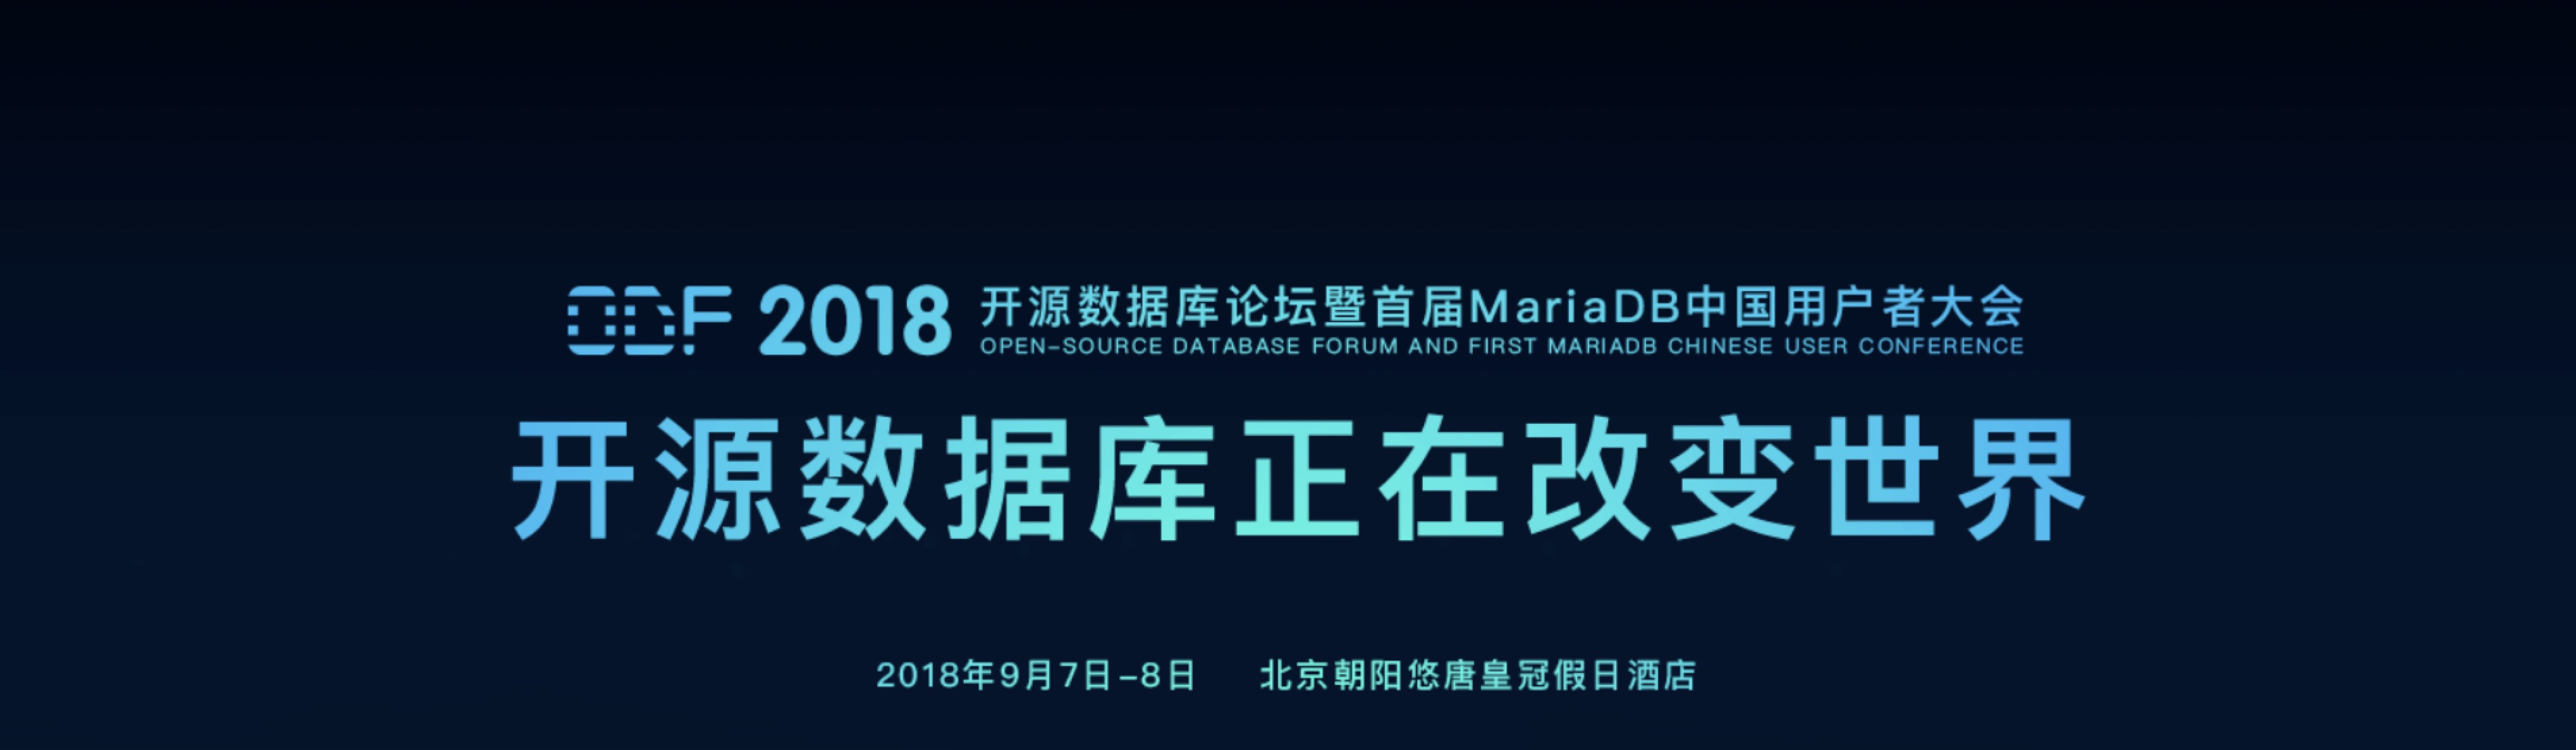 ODF 2018 开源数据库论坛暨首届MariaDB中国用户者大会
OPEN-SOURCE DATABASE FORUM AND FIRST MARIADB CHINESE USER CONFERENCE
开源数据库正在改变世界
2018年9月7日-8日 北京朝阳悠唐皇冠假日酒店